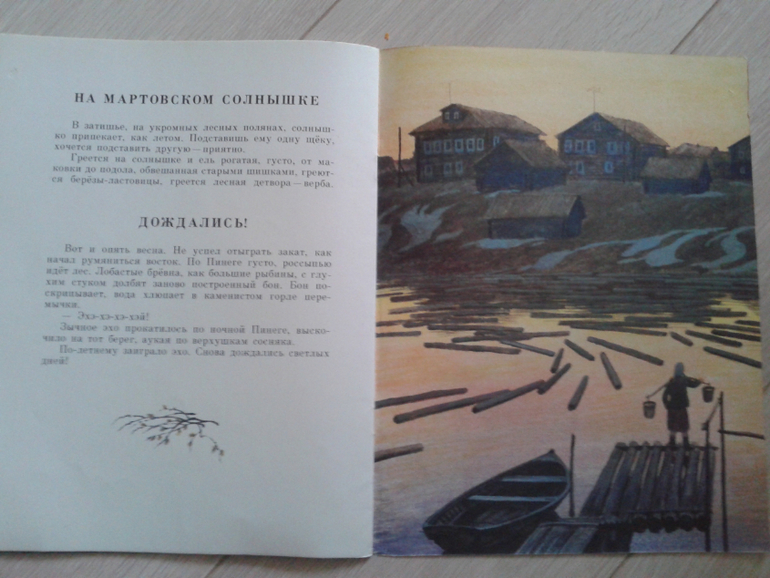 НА МАРТОВСКОМ СОЛНЫШКЕ
В затишье, на укромных лесных полянах, солныш-
ко припекает, как летом. Подставишь ему одну щёку,
хочется подставить другую — приятно.
Греется на солнышке и ель рогатая, густо, от ма-
ковки до подола, обвешанная старыми шишками, греют-
ся берёзы-ластовицы, греется лесная детвора — верба.
ДОЖДАЛИСЬ!
Вот и опять весна. Не успел отыграть закат, как
начал румяниться восток. По Пинеге густо, россыпью
идёт лес. Лобастые брёвна, как большие рыбины, с глу-
хим стуком долбят заново построенный бон. Бон по-
скрипывает, вода хлюпает в каменистом горле пере-
мычки.
— Эхэ-хэ-хэ-хэй!
Зычное эхо прокатилось по ночной Пинеге, выско-
чило на тот берег, аукая по верхушкам сосняка.
По-летнему заиграло эхо. Снова дождались светлых
дней!